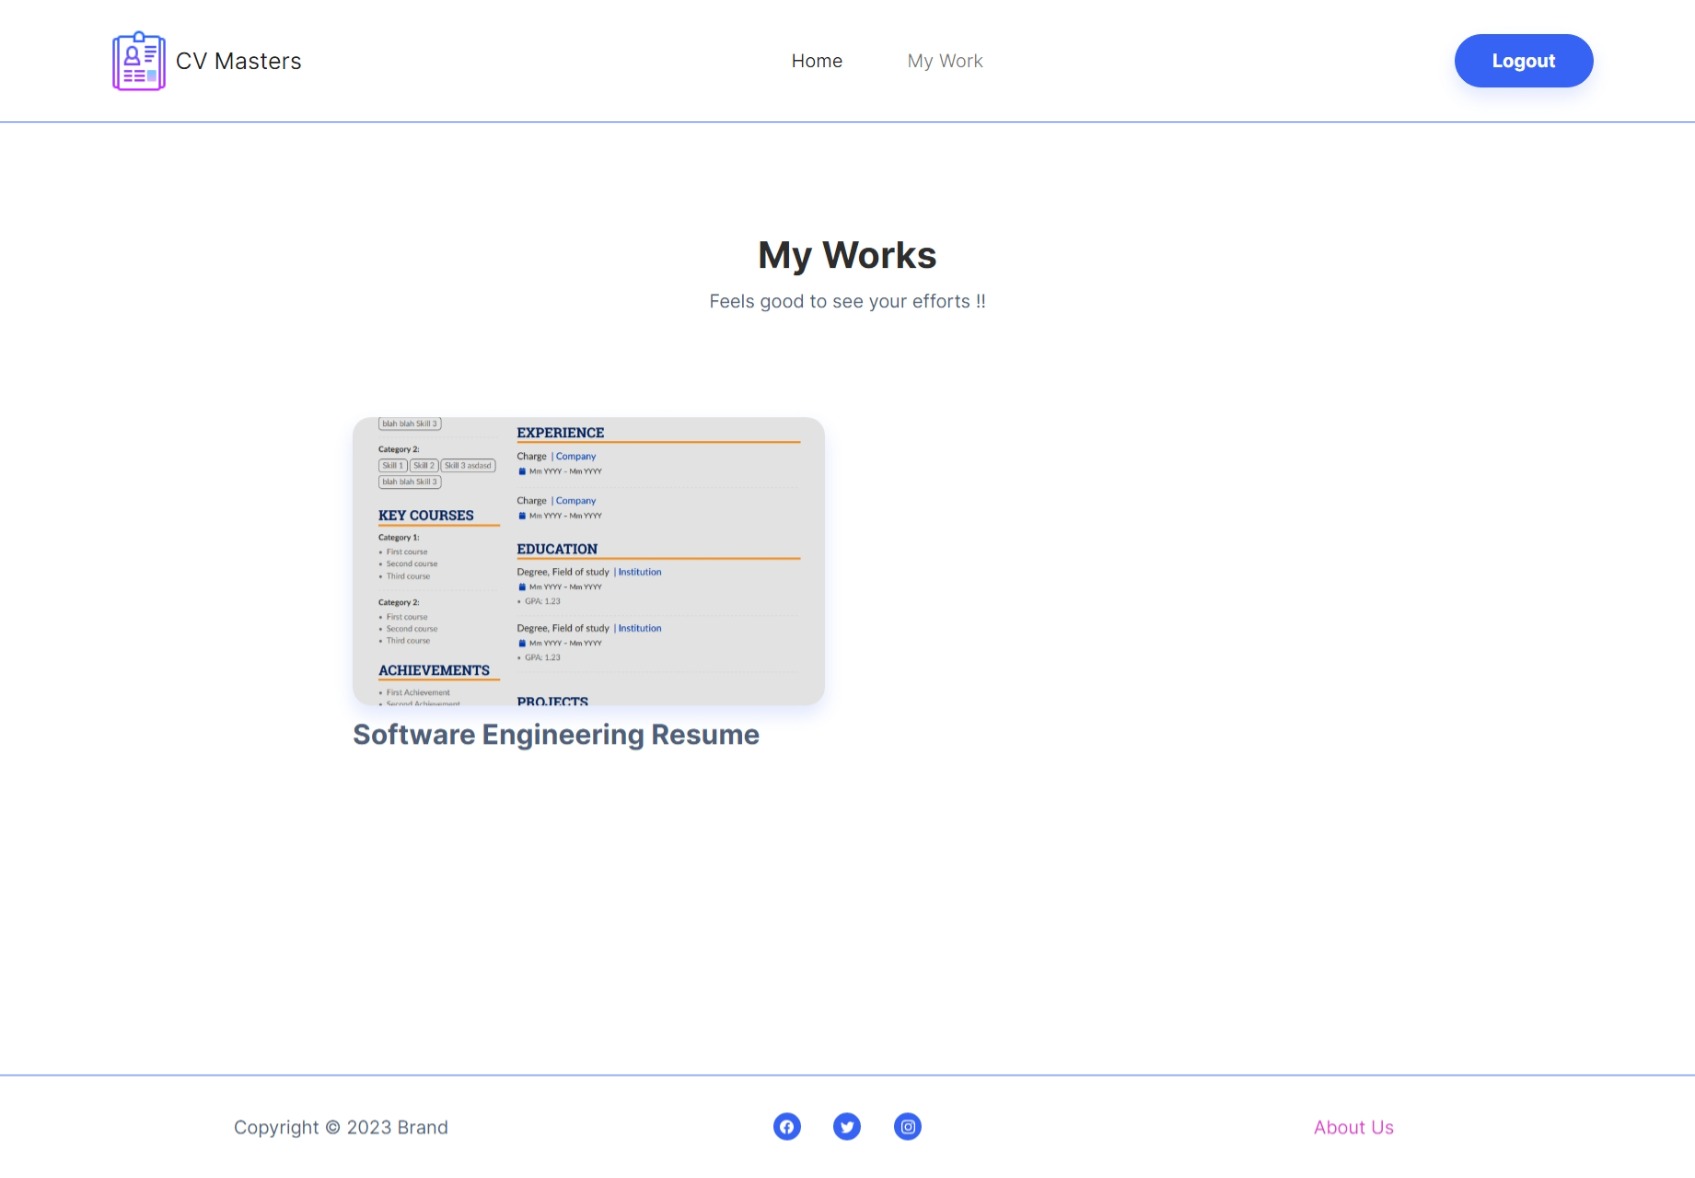 CV Masters
Home
My Work
Logout
My Works
Feels good to see your efforts !!
blah blah Skill 3
Category 2:
Skill 1 Skill 2 Skill 3 asdasd
blah blah Skill 3
KEY COURSES
Category 1:
• First course
• Second course
• Third course
Category 2:
• First course
• Second course
• Third course
ACHIEVEMENTS
• First Achievement
• Second Achievement
EXPERIENCE
Charge | Company
Mm YYYY - Mm YYYY
Charge | Company
Mm YYYY - Mm YYYY
EDUCATION
Degree, Field of study | Institution
Mm YYYY - Mm YYYY
• GPA: 1.23
Degree, Field of study | Institution
Mm YYYY - Mm YYYY
• GPA: 1.23
PROJECTS
Software Engineering Resume
Copyright © 2023 Brand
About Us